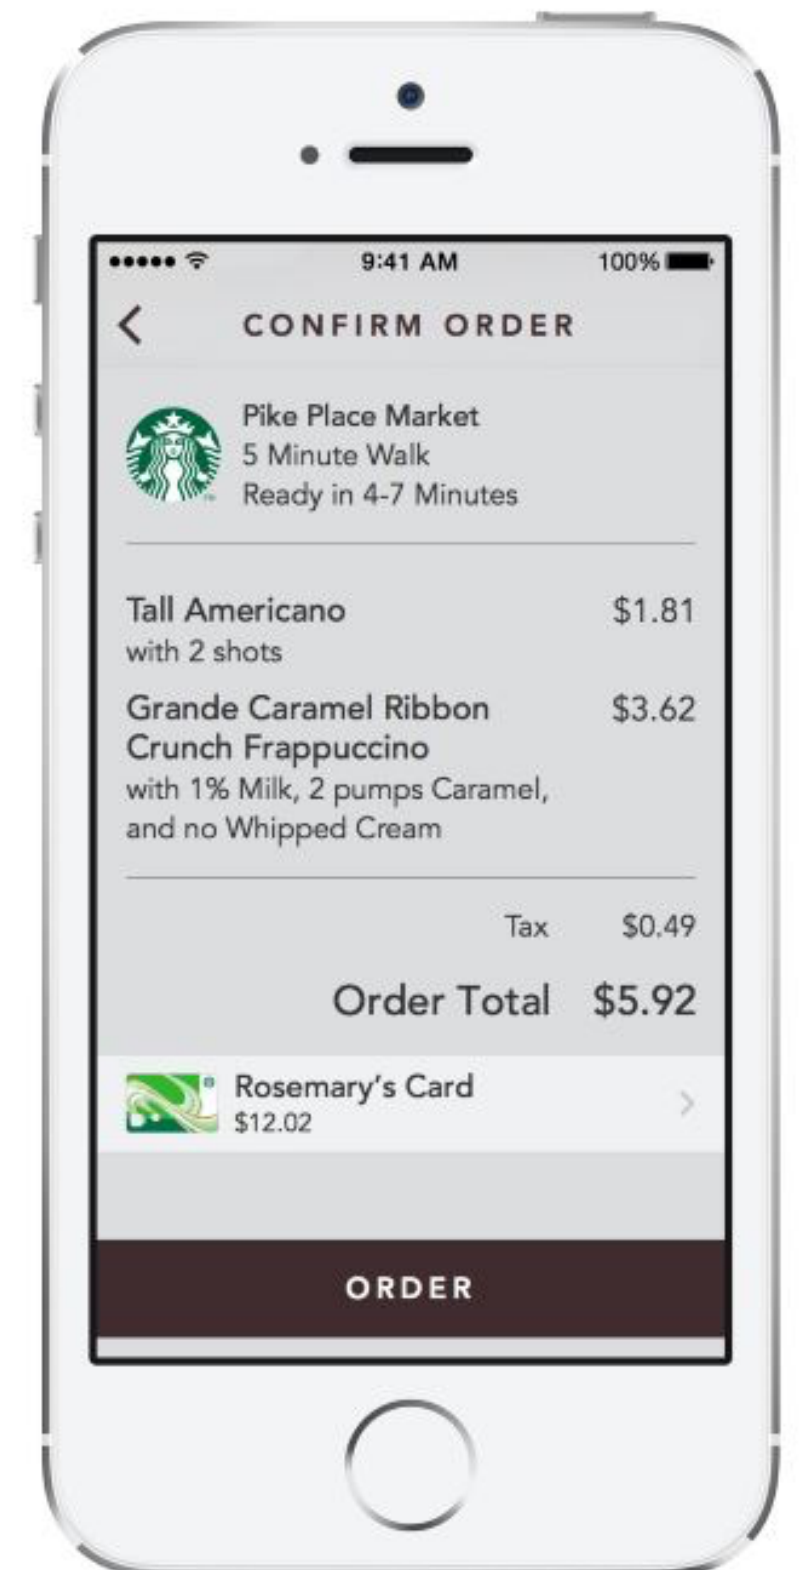 9:41 AM 100%
CONFIRM ORDER
Pike Place Market
5 Minute Walk
Ready in 4-7 Minutes
Tall Americano $1.81
with 2 shots
Grande Caramel Ribbon $3.62
Crunch Frappuccino
with 1% Milk, 2 pumps Caramel,
and no Whipped Cream
Tax $0.49
Order Total $5.92
Rosemary's Card
$12.02
ORDER